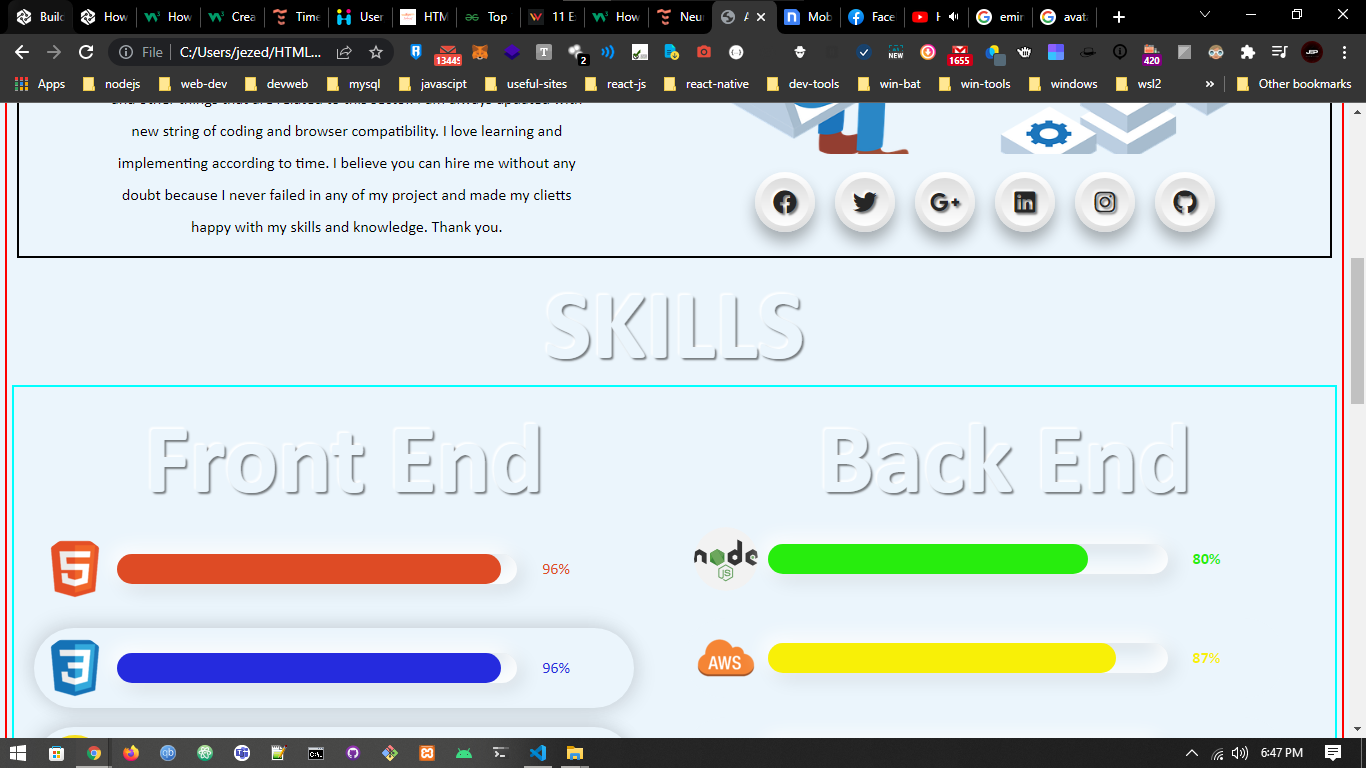 Build
How
How
Crea
Time
User
HTM
Top
11 E
How
Neu
A
Mob
Face
H
emir
avat
File
C:/Users/jezed/HTML...
13449
T
2
NEW
1655
420
JSP
Apps
nodejs
web-dev
devweb
mysql
javascipt
useful-sites
react-js
react-native
dev-tools
win-bat
win-tools
windows
wsl2
»
Other bookmarks
new string of coding and browser compatibility. I love learning and
implementing according to time. I believe you can hire me without any
doubt because I never failed in any of my project and made my clietts
happy with my skills and knowledge. Thank you.
SKILLS
Front End
Back End
5
96%
node
JS
80%
3
96%
AWS
87%
6:47 PM